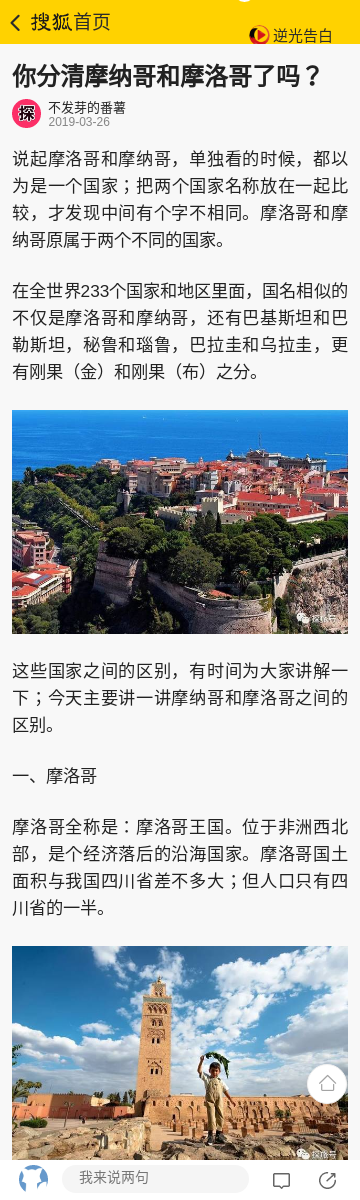 搜狐首页
逆光告白
你分清摩纳哥和摩洛哥了吗？
探
不发芽的番薯
2019-03-26
说起摩洛哥和摩纳哥，单独看的时候，都以
为是一个国家；把两个国家名称放在一起比
较，才发现中间有个字不相同。摩洛哥和摩
纳哥原属于两个不同的国家。
在全世界233个国家和地区里面，国名相似的
不仅是摩洛哥和摩纳哥，还有巴基斯坦和巴
勒斯坦，秘鲁和瑙鲁，巴拉圭和乌拉圭，更
有刚果（金）和刚果（布）之分。
探旅号
这些国家之间的区别，有时间为大家讲解一
下；今天主要讲一讲摩纳哥和摩洛哥之间的
区别。
一、摩洛哥
摩洛哥全称是：摩洛哥王国。位于非洲西北
部，是个经济落后的沿海国家。摩洛哥国土
面积与我国四川省差不多大；但人口只有四
川省的一半。
探旅号
我来说两句